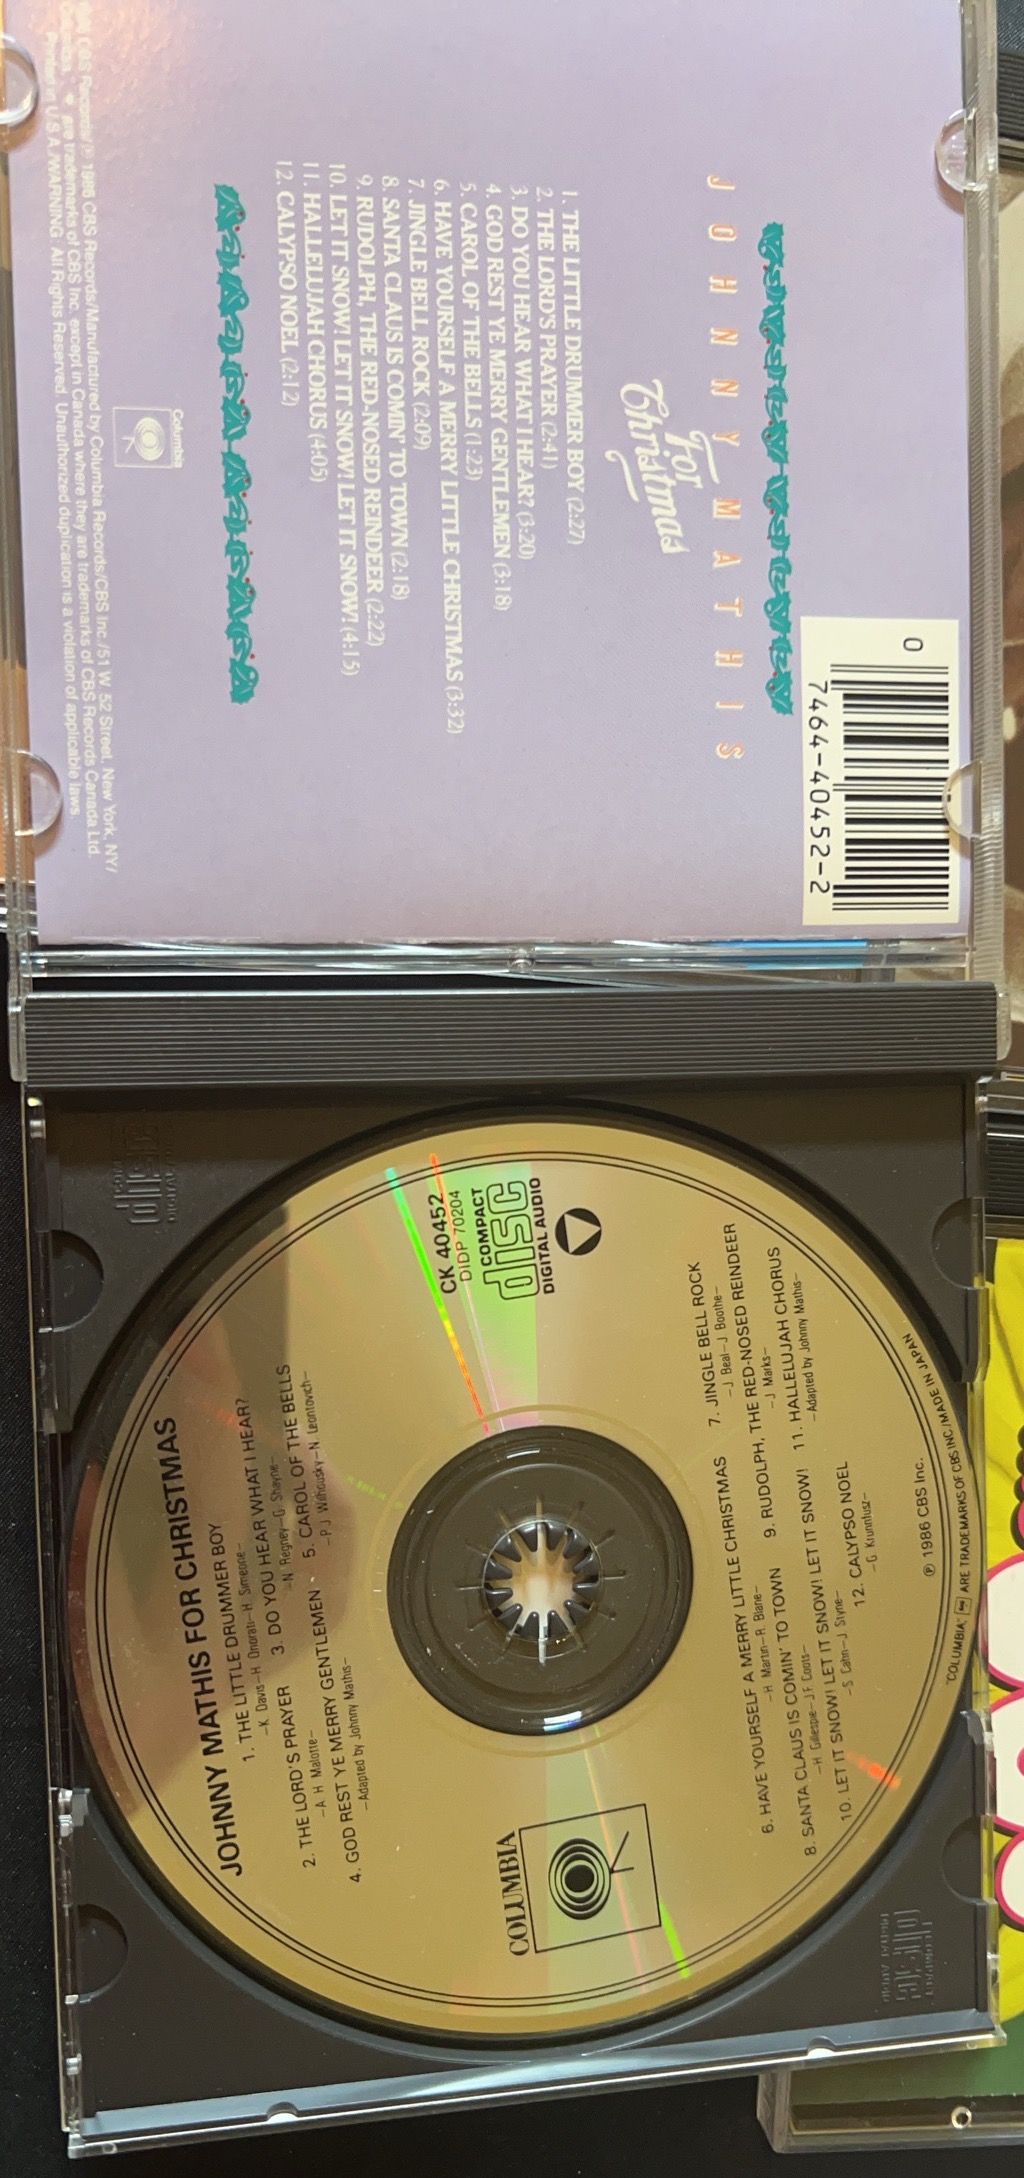 0
7464-40452-2
JOHNNY MATHIS
For
Christmas
1. THE LITTLE DRUMMER BOY (2:27)
2. THE LORD'S PRAYER (2:41)
3. DO YOU HEAR WHAT I HEAR? (3:20)
4. GOD REST YE MERRY GENTLEMEN (3:18)
5. CAROL OF THE BELLS (1:23)
6. HAVE YOURSELF A MERRY LITTLE CHRISTMAS (3:32)
7. JINGLE BELL ROCK (2:09)
8. SANTA CLAUS IS COMIN' TO TOWN (2:18)
9. RUDOLPH, THE RED-NOSED REINDEER (2:22)
10. LET IT SNOW! LET IT SNOW! LET IT SNOW! (4:15)
11. HALLELUJAH CHORUS (4:05)
12. CALYPSO NOEL (2:12)
Columbia
CBS Records/℗ 1986 CBS Records/Manufactured by Columbia Records/CBS Inc./51 W. 52 Street, New York, NY/
are trademarks of CBS Inc. except in Canada where they are trademarks of CBS Records Canada Ltd.
Printed in U.S.A./WARNING: All Rights Reserved. Unauthorized duplication is a violation of applicable laws.
JOHNNY MATHIS FOR CHRISTMAS
1. THE LITTLE DRUMMER BOY
-K. Davis-H. Onorati-H. Simeone-
2. THE LORD'S PRAYER 3. DO YOU HEAR WHAT I HEAR?
-A. H. Malotte- -N. Regney-G. Shayne-
4. GOD REST YE MERRY GENTLEMEN 5. CAROL OF THE BELLS
-Adapted by Johnny Mathis- -P.J. Wilhousky-N. Leontovich-
COLUMBIA
CK 40452
DIDP 70204
COMPACT
disc
DIGITAL AUDIO
6. HAVE YOURSELF A MERRY LITTLE CHRISTMAS 7. JINGLE BELL ROCK
-H. Martin-R. Blane- -J. Beal-J. Boothe-
8. SANTA CLAUS IS COMIN' TO TOWN 9. RUDOLPH, THE RED-NOSED REINDEER
-H. Gillespie-J.F. Coots- -J. Marks-
10. LET IT SNOW! LET IT SNOW! LET IT SNOW! 11. HALLELUJAH CHORUS
-S. Cahn-J. Styne- -Adapted by Johnny Mathis-
12. CALYPSO NOEL
℗ 1986 CBS Inc.
"COLUMBIA," ARE TRADEMARKS OF CBS INC/MADE IN JAPAN
COMPACT
disc
DIGITAL AUDIO
COMPACT
disc
DIGITAL AUDIO